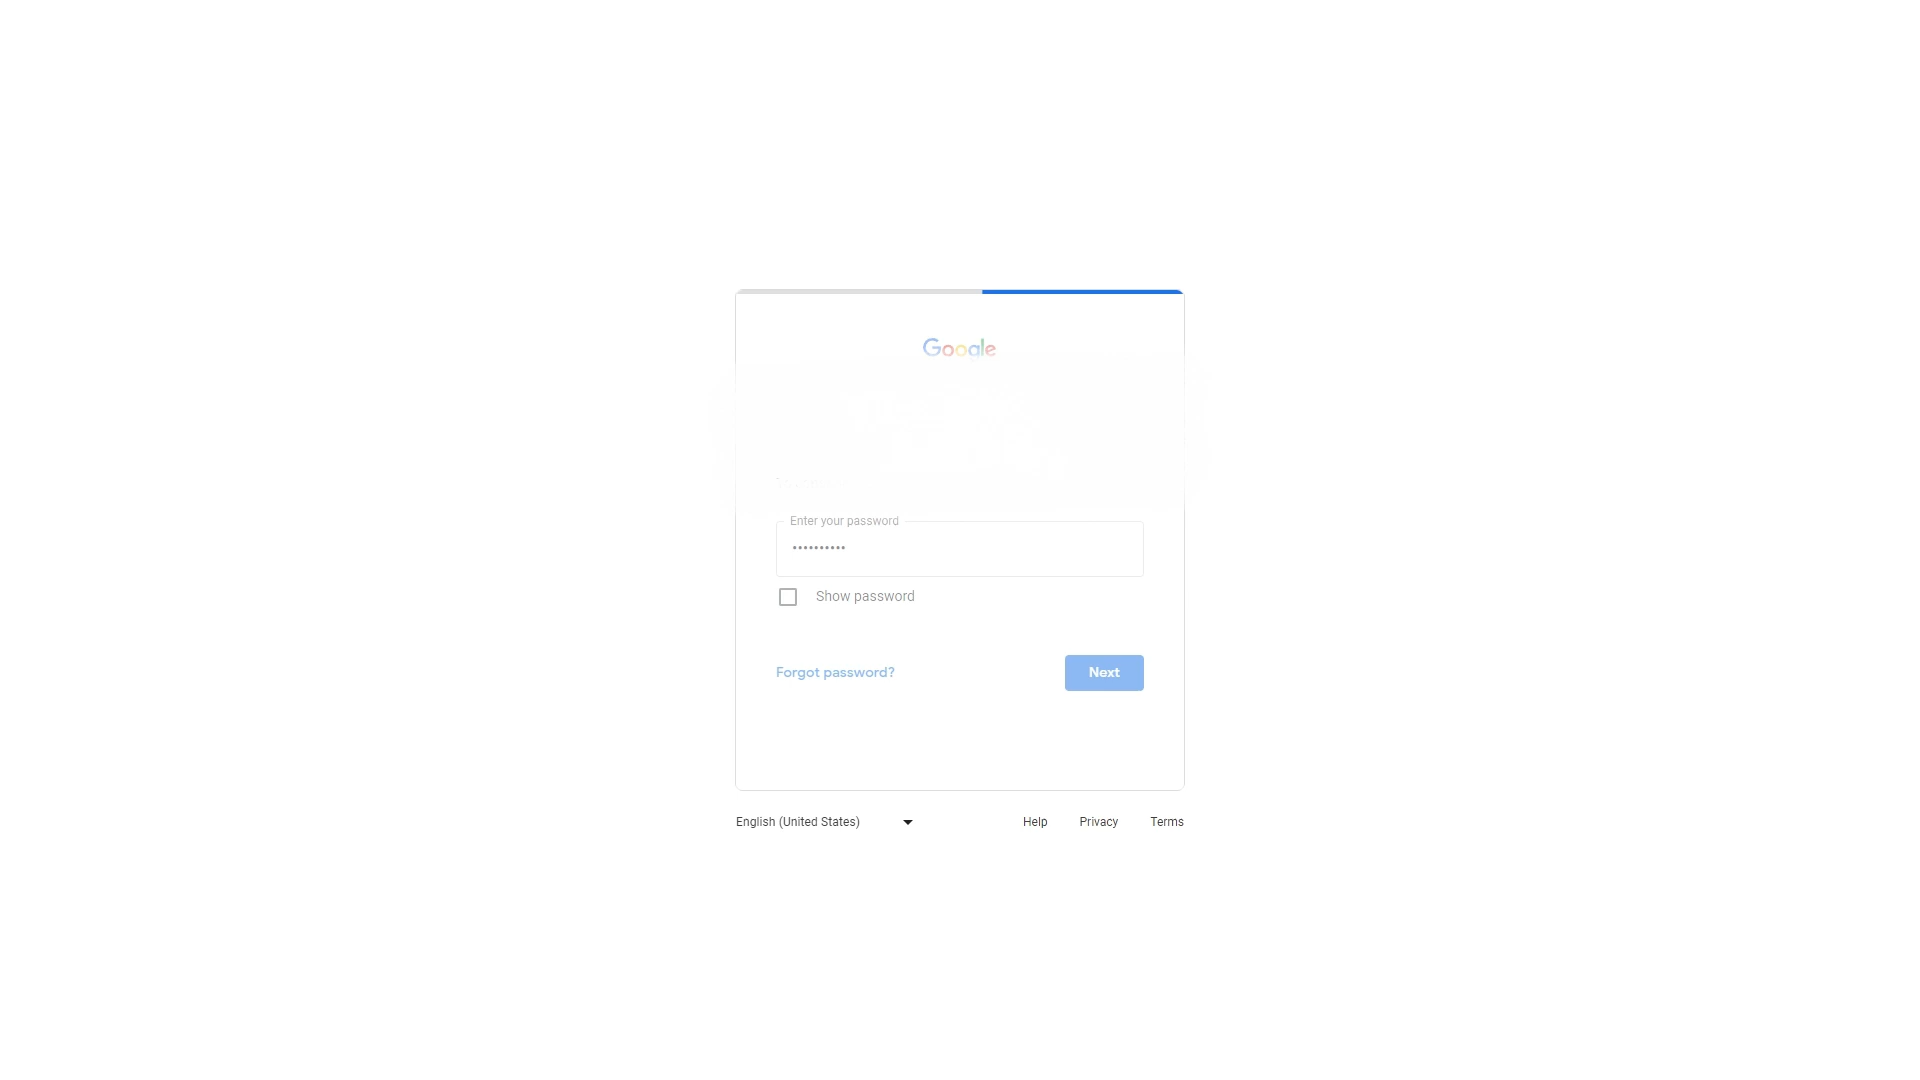 Google
Enter your password
••••••••••
Show password
Forgot password?
Next
English (United States)
Help
Privacy
Terms